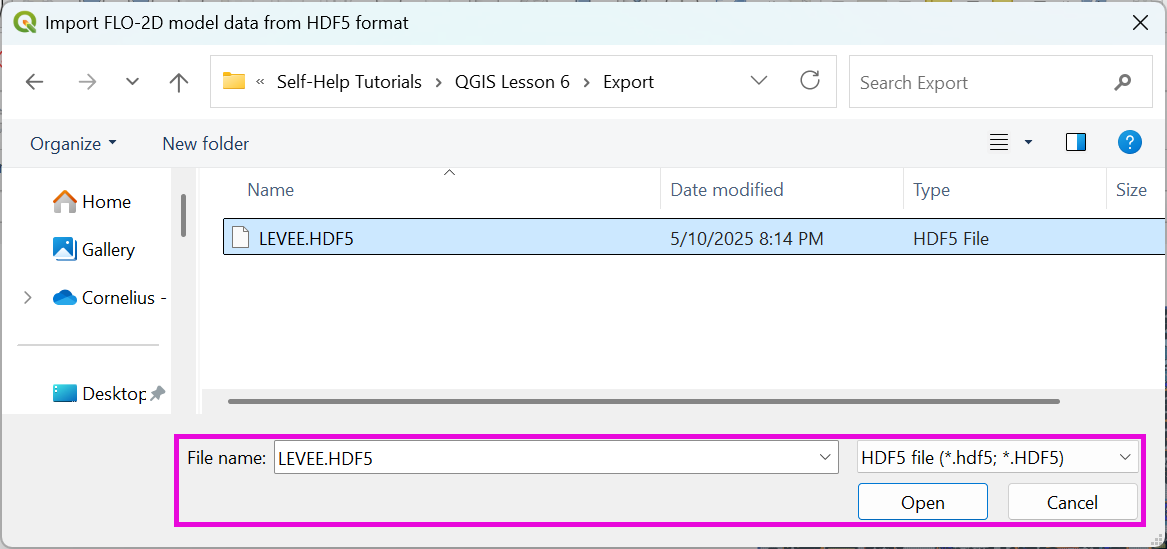 Import FLO-2D model data from HDF5 format
« Self-Help Tutorials › QGIS Lesson 6 › Export
Search Export
Organize New folder
?
Name Date modified Type Size
Home
LEVEE.HDF5 5/10/2025 8:14 PM HDF5 File
Gallery
Cornelius -
Desktop
File name: LEVEE.HDF5 HDF5 file (*.hdf5; *.HDF5)
Open Cancel